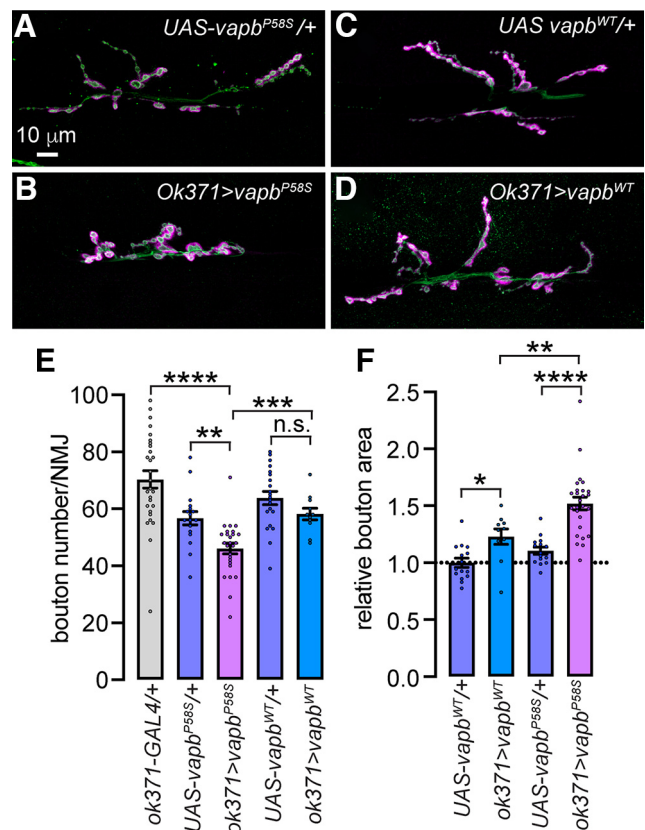 A UAS-vapb^P58S/+
C UAS vapb^WT/+
10 μm
B Ok371>vapb^P58S
D Ok371>vapb^WT
E
F
****
***
**
n.s.
**
****
*
bouton number/NMJ
100
80
60
40
20
0
ok371-GAL4/+
UAS-vapb^P58S/+
ok371>vapb^P58S
UAS-vapb^WT/+
ok371>vapb^WT
relative bouton area
2.5
2.0
1.5
1.0
0.5
0.0
UAS-vapb^WT/+
ok371>vapb^WT
UAS-vapb^P58S/+
ok371>vapb^P58S